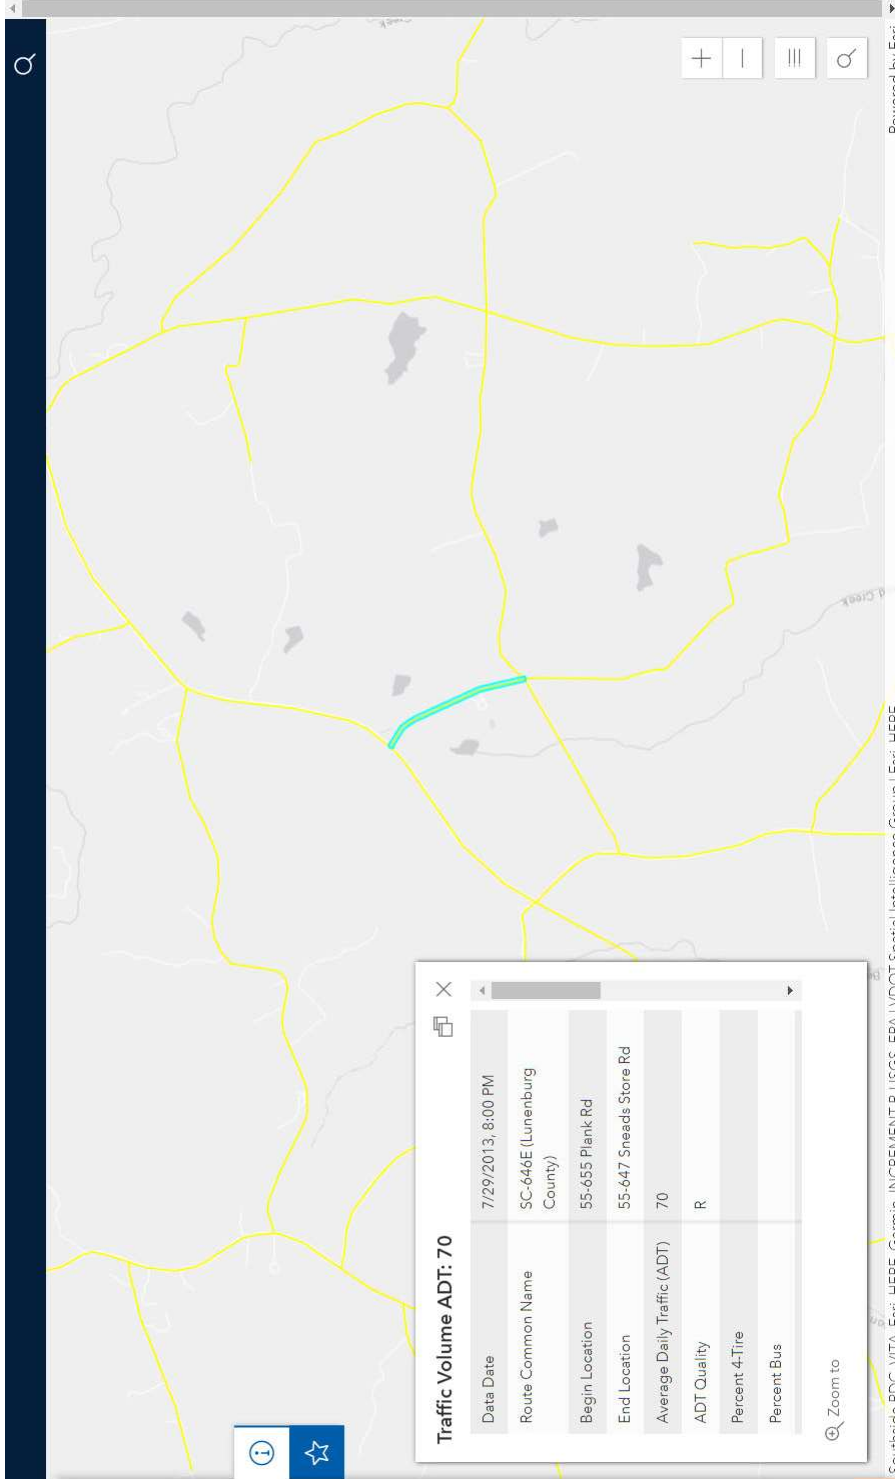 Creek
d Creek
Traffic Volume ADT: 70
Data Date 7/29/2013, 8:00 PM
Route Common Name SC-646E (Lunenburg
County)
Begin Location 55-655 Plank Rd
End Location 55-647 Sneads Store Rd
Average Daily Traffic (ADT) 70
ADT Quality R
Percent 4-Tire
Percent Bus
Zoom to
Southside PDC, VITA, Esri, HERE, Garmin, INCREMENT P, USGS, EPA | VDOT Spatial Intelligence Group | Esri, HERE
Powered by Esri